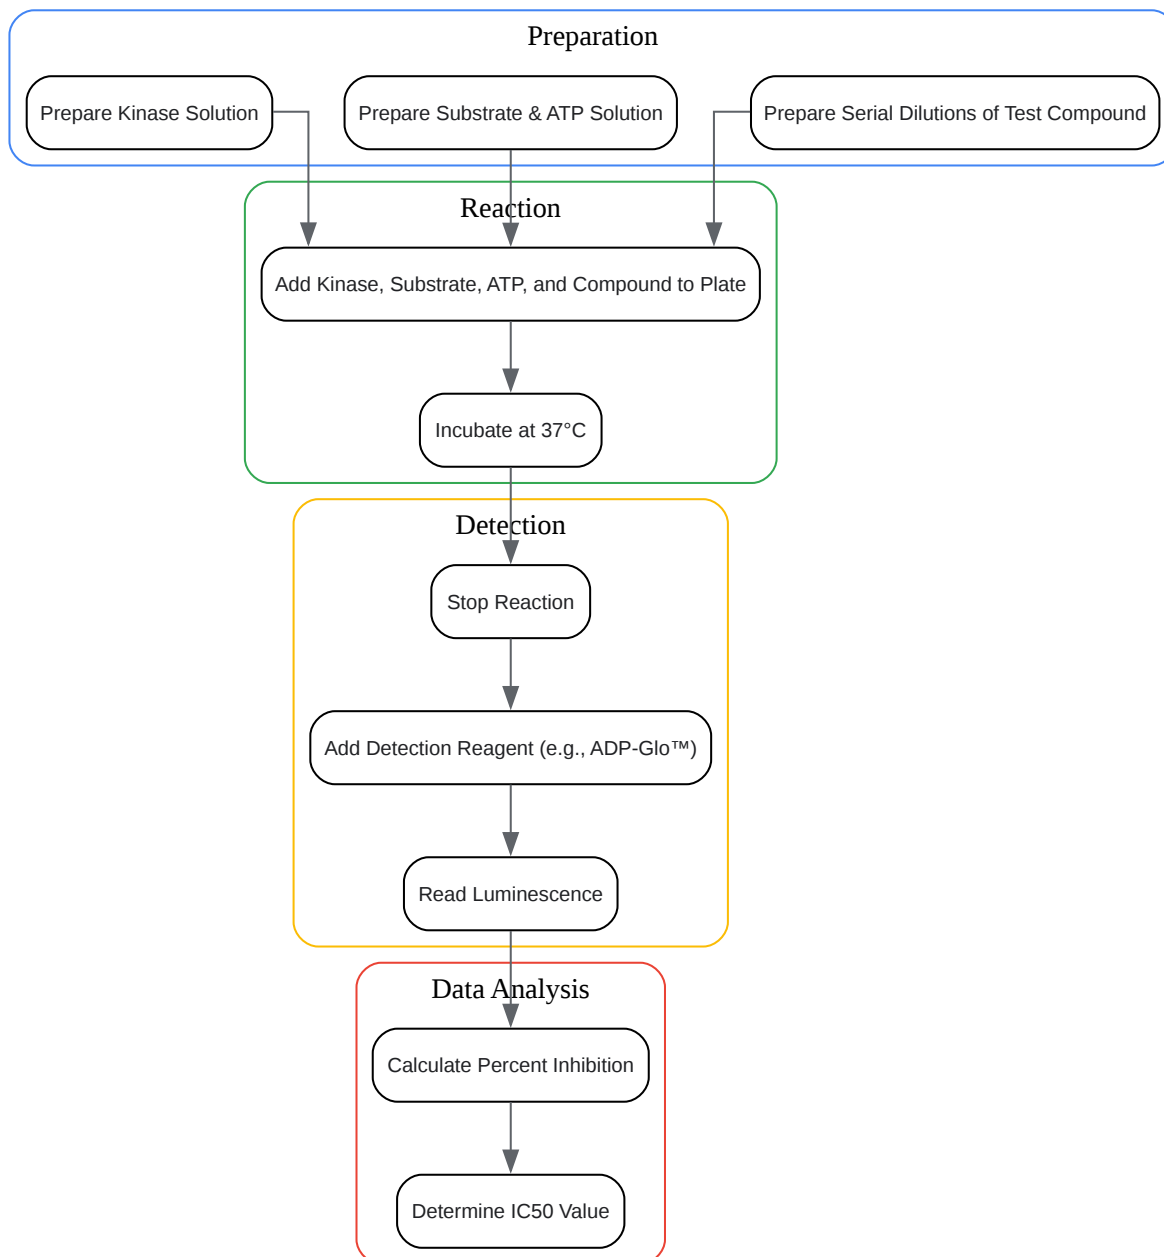 Preparation
Prepare Kinase Solution
Prepare Substrate & ATP Solution
Prepare Serial Dilutions of Test Compound
Reaction
Add Kinase, Substrate, ATP, and Compound to Plate
Incubate at 37°C
Detection
Stop Reaction
Add Detection Reagent (e.g., ADP-Glo™)
Read Luminescence
Data Analysis
Calculate Percent Inhibition
Determine IC50 Value